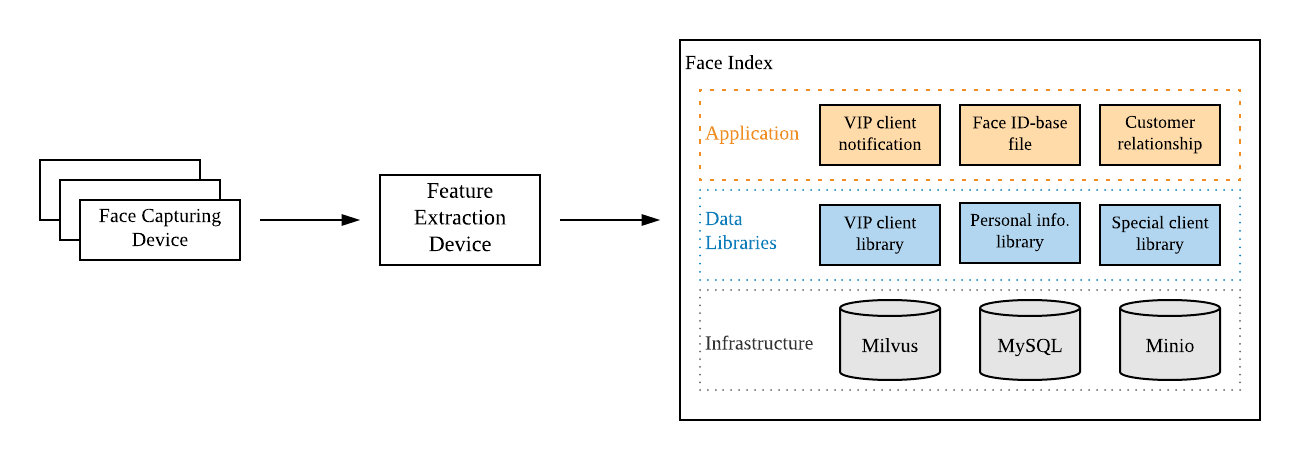 Face Capturing
Device
Feature
Extraction
Device
Face Index
Application
VIP client
notification
Face ID-base
file
Customer
relationship
Data
Libraries
VIP client
library
Personal info.
library
Special client
library
Infrastructure
Milvus
MySQL
Minio